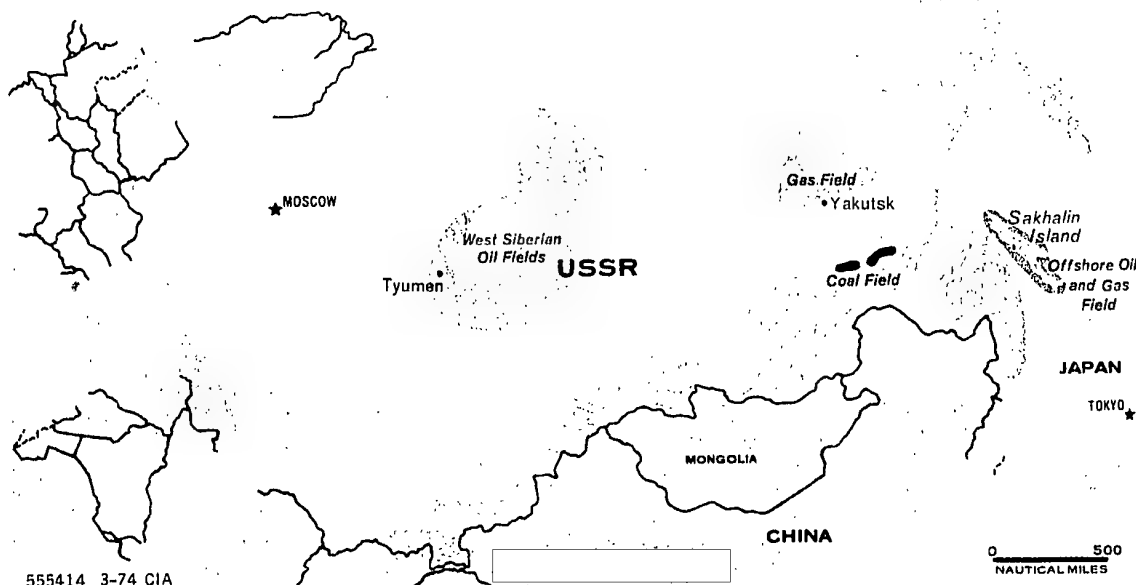 MOSCOW
Gas Field
Yakutsk
Sakhalin
Island
West Siberian
Oil Fields
USSR
Tyumen
Coal Field
Offshore Oil
and Gas
Field
JAPAN
TOKYO
MONGOLIA
CHINA
0 500
NAUTICAL MILES
555414 3-74 CIA